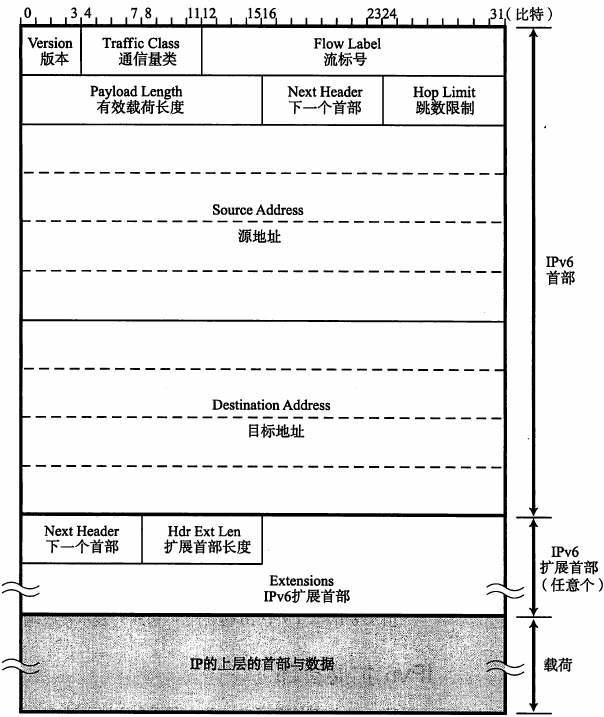 0 3 4 7 8 11 12 15 16 23 24 31 (比特)
Version Traffic Class Flow Label
版本 通信量类 流标号
Payload Length Next Header Hop Limit
有效载荷长度 下一个首部 跳数限制
Source Address
源地址
IPv6
首部
Destination Address
目标地址
Next Header Hdr Ext Len
下一个首部 扩展首部长度
Extensions
IPv6扩展首部
IPv6
扩展首部
(任意个)
IP的上层的首部与数据
载荷